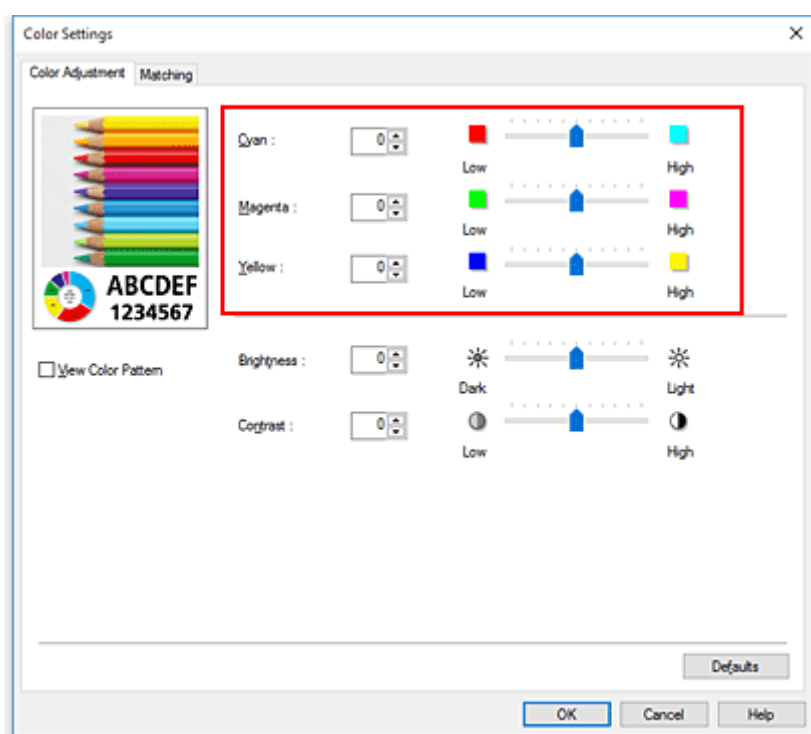 Color Settings
Color Adjustment Matching
Cyan : 0
Low High
Magenta : 0
Low High
Yellow : 0
Low High
ABCDEF
1234567
View Color Pattern
Brightness : 0
Dark Light
Contrast : 0
Low High
Defaults
OK Cancel Help